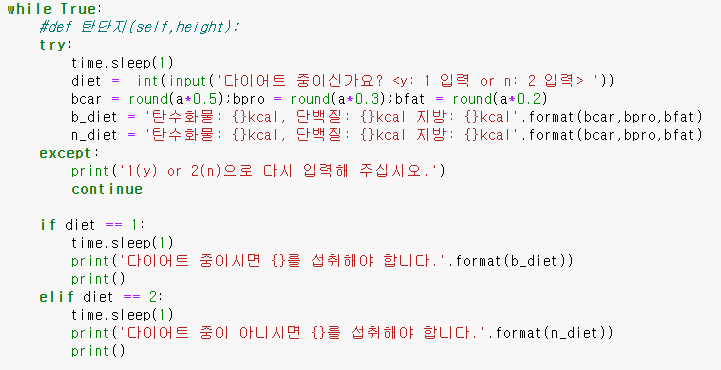 while True:
    #def 탄단지(self,height):
    try:
        time.sleep(1)
        diet =  int(input('다이어트 중이신가요? <y: 1 입력 or n: 2 입력> '))
        bcar = round(a*0.5);bpro = round(a*0.3);bfat = round(a*0.2)
        b_diet = '탄수화물: {}kcal, 단백질: {}kcal 지방: {}kcal'.format(bcar,bpro,bfat)
        n_diet = '탄수화물: {}kcal, 단백질: {}kcal 지방: {}kcal'.format(bcar,bpro,bfat)
    except:
        print('1(y) or 2(n)으로 다시 입력해 주십시오.')
        continue

    if diet == 1:
        time.sleep(1)
        print('다이어트 중이시면 {}를 섭취해야 합니다.'.format(b_diet))
        print()
    elif diet == 2:
        time.sleep(1)
        print('다이어트 중이 아니시면 {}를 섭취해야 합니다.'.format(n_diet))
        print()